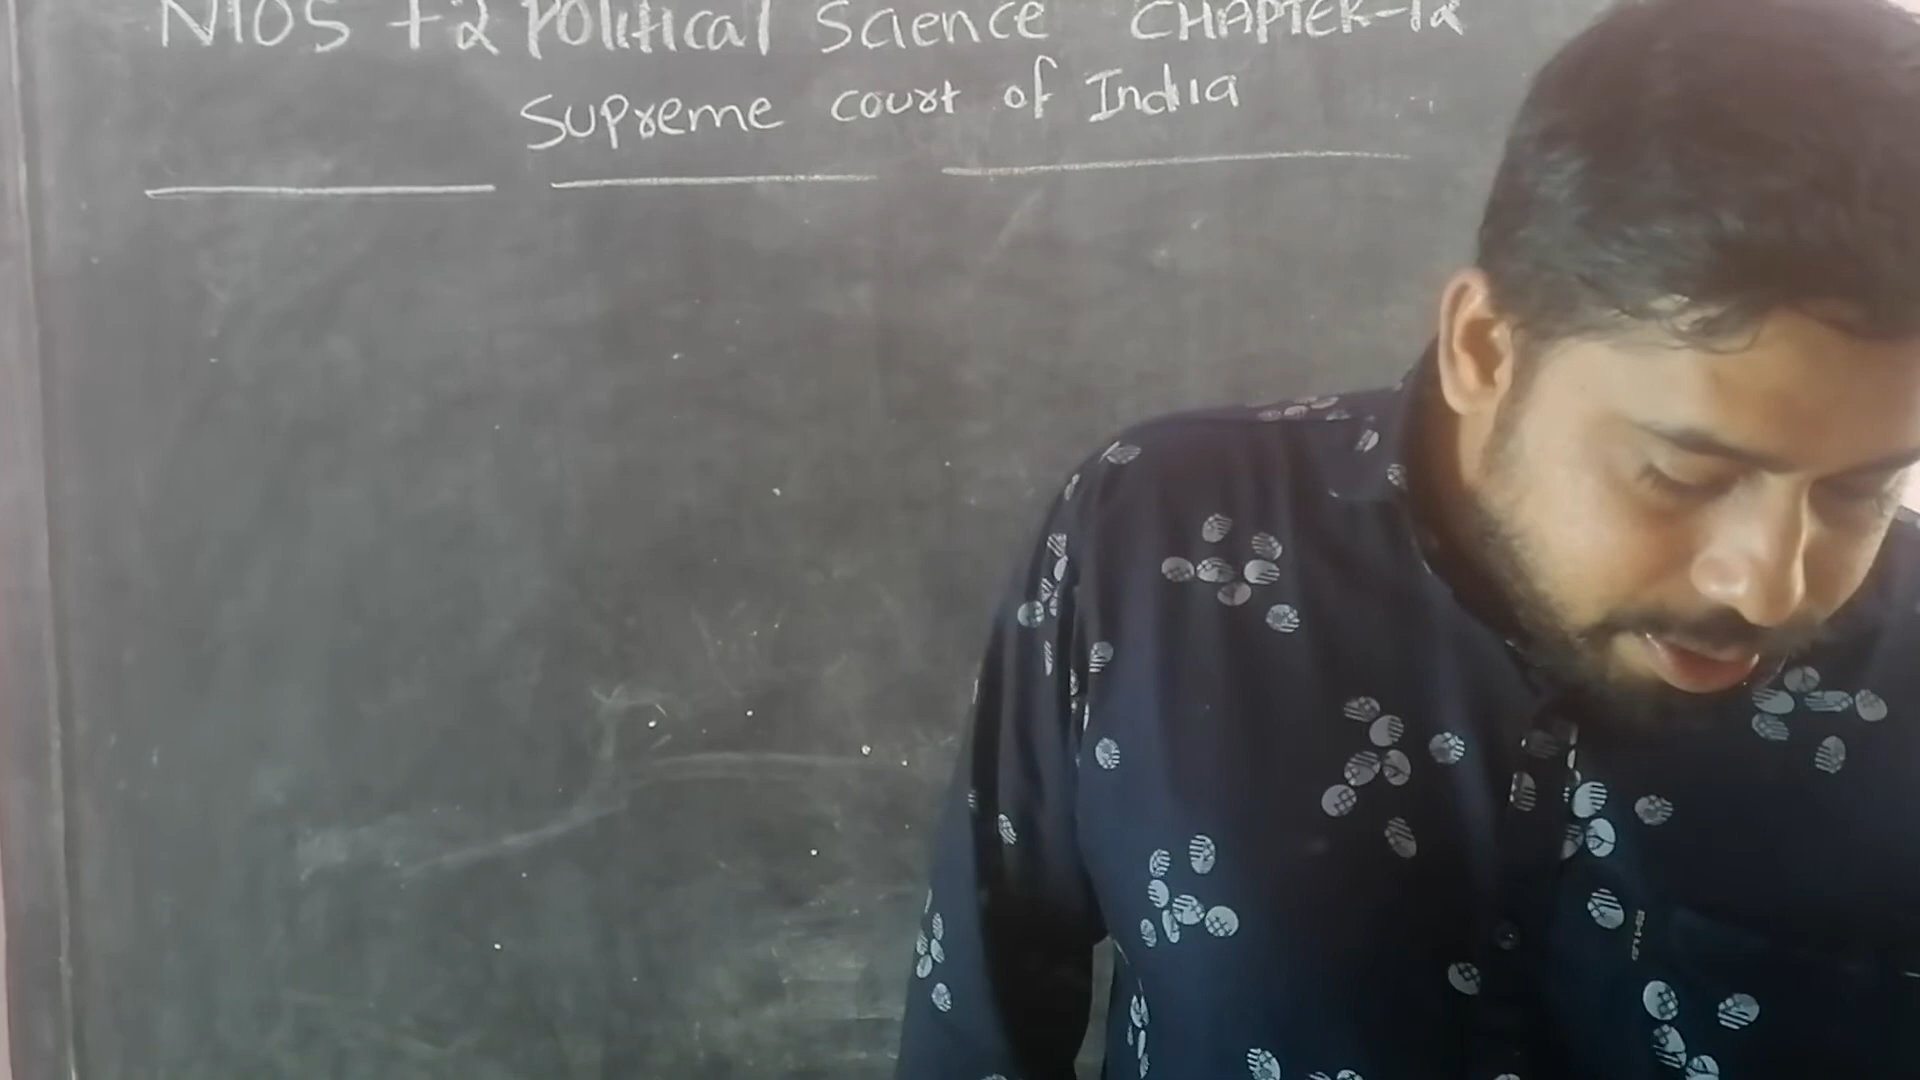 NIOS +2 Political Science CHAPTER-12
Supreme court of India